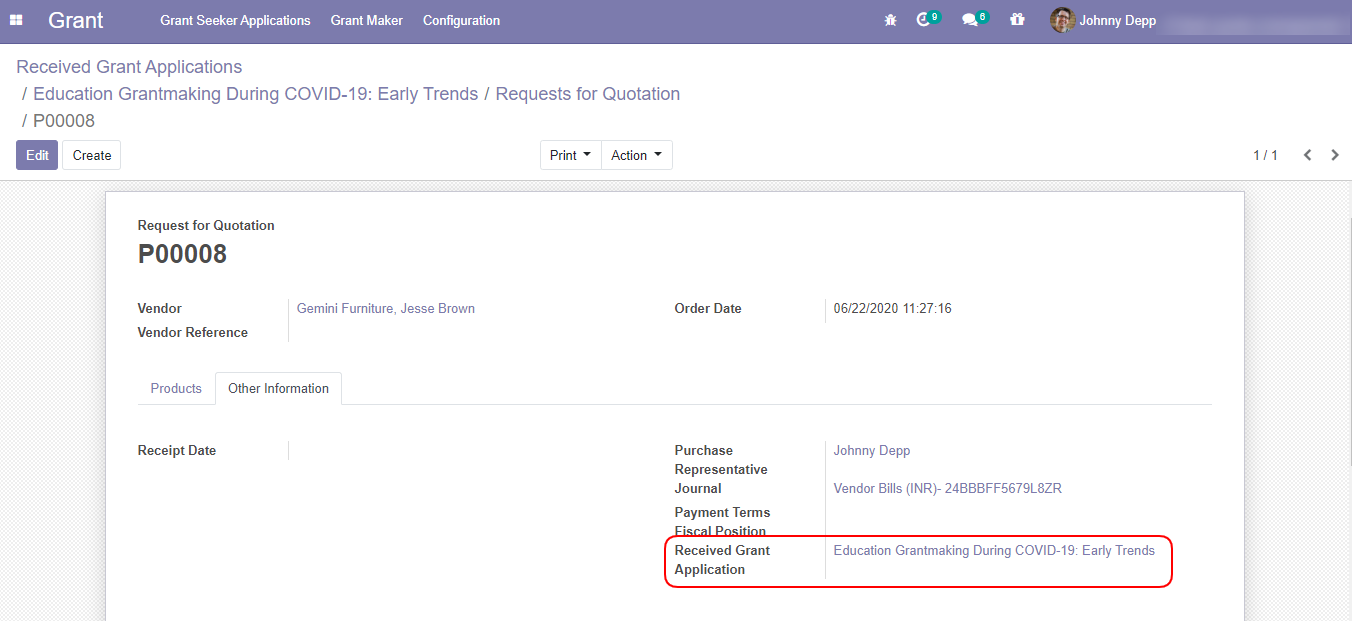 Grant Grant Seeker Applications Grant Maker Configuration 9 6 Johnny Depp
Received Grant Applications
/ Education Grantmaking During COVID-19: Early Trends / Requests for Quotation
/ P00008
Edit Create Print Action 1 / 1
Request for Quotation
P00008
Vendor Gemini Furniture, Jesse Brown Order Date 06/22/2020 11:27:16
Vendor Reference
Products Other Information
Receipt Date Purchase Johnny Depp
Representative
Journal Vendor Bills (INR)- 24BBBFF5679L8ZR
Payment Terms
Fiscal Position
Received Grant Education Grantmaking During COVID-19: Early Trends
Application